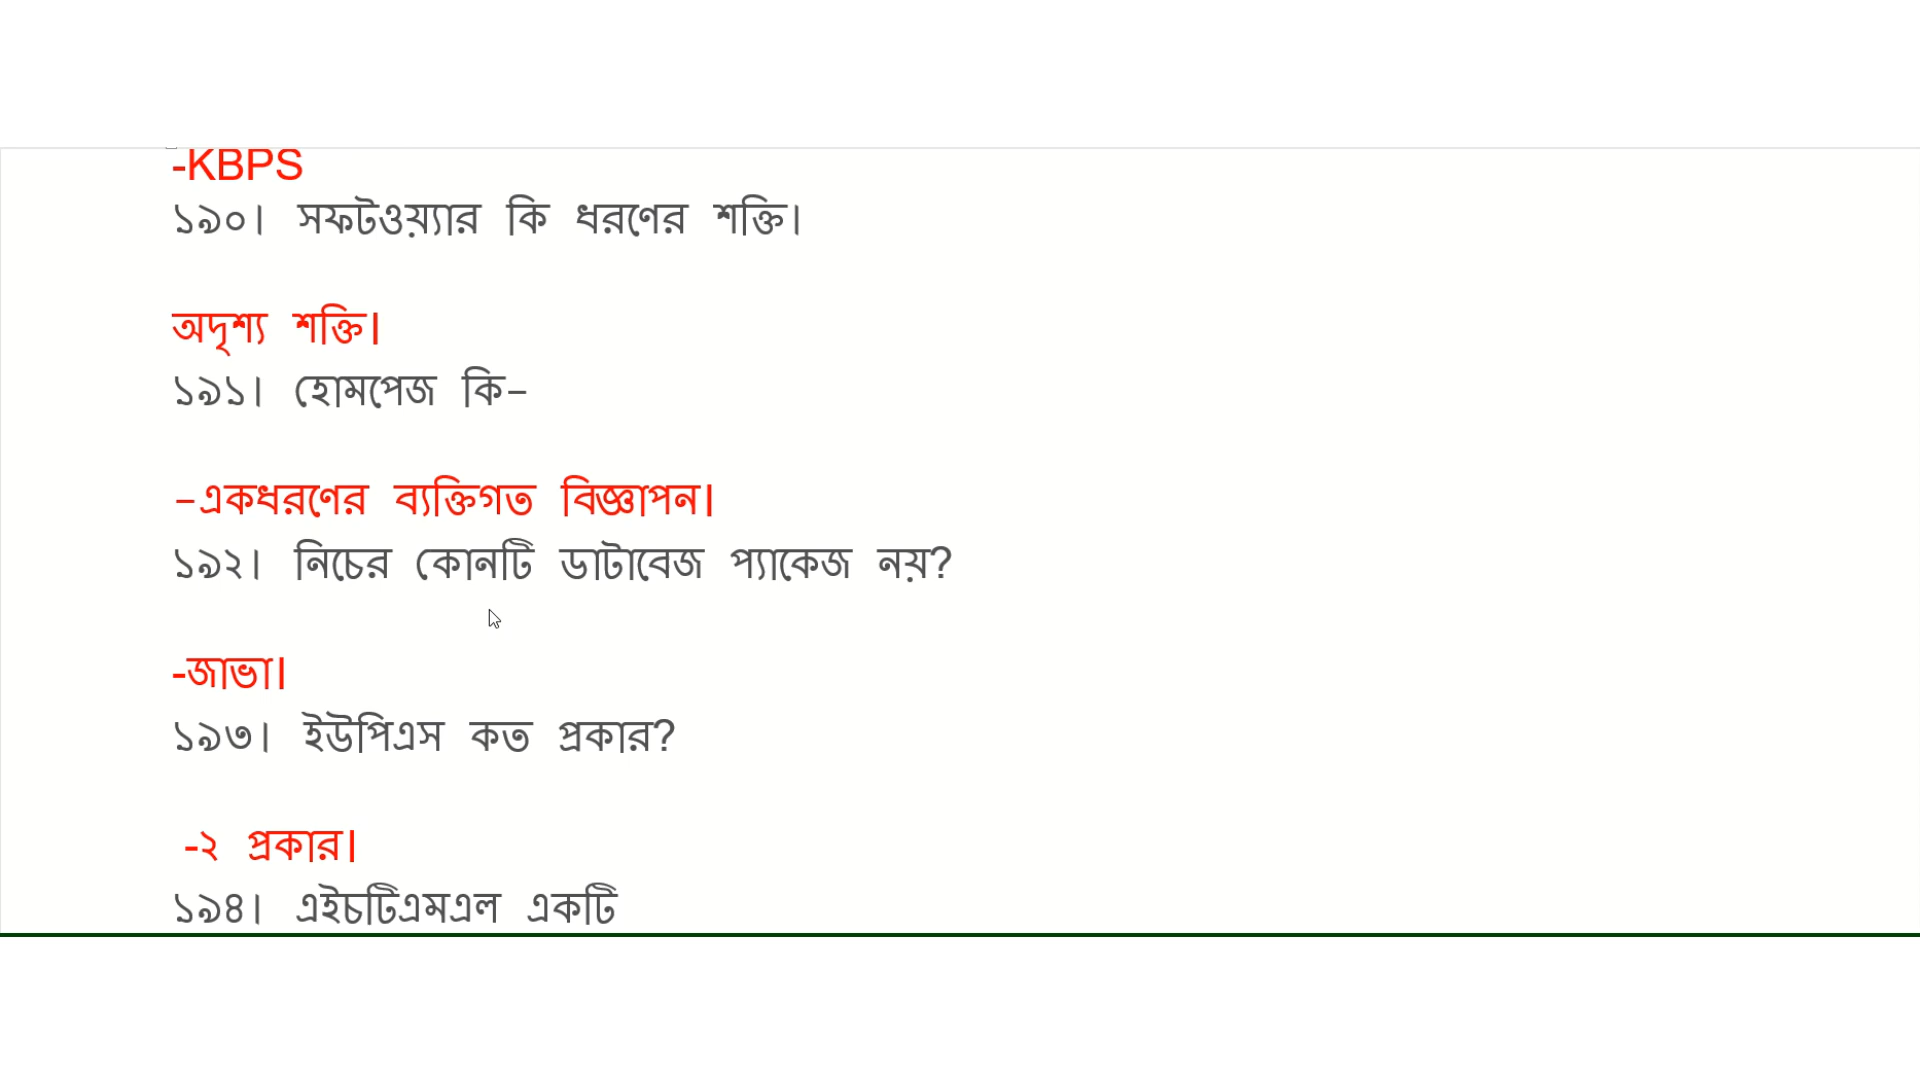 -KBPS
১৯০। সফটওয়্যার কি ধরণের শক্তি।
অদৃশ্য শক্তি।
১৯১। হোমপেজ কি–
–একধরণের ব্যক্তিগত বিজ্ঞাপন।
১৯২। নিচের কোনটি ডাটাবেজ প্যাকেজ নয়?
-জাভা।
১৯৩। ইউপিএস কত প্রকার?
-২ প্রকার।
১৯৪। এইচটিএমএল একটি